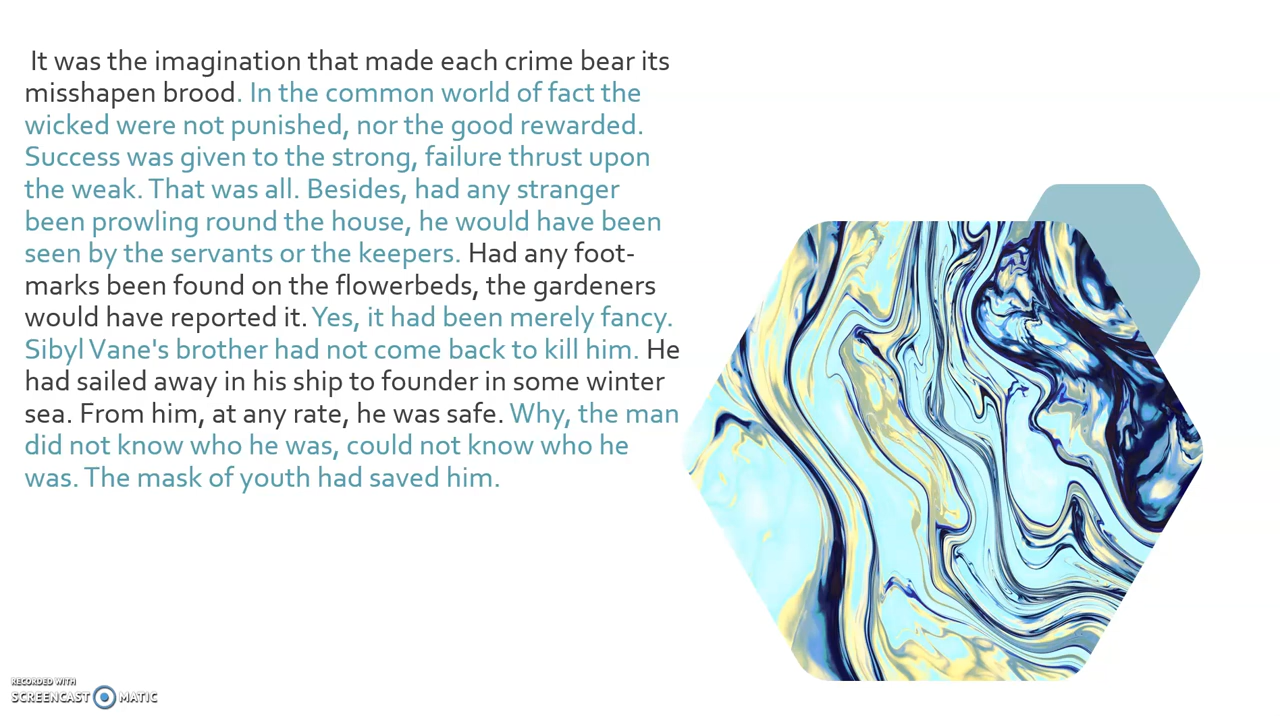 It was the imagination that made each crime bear its
misshapen brood. In the common world of fact the
wicked were not punished, nor the good rewarded.
Success was given to the strong, failure thrust upon
the weak. That was all. Besides, had any stranger
been prowling round the house, he would have been
seen by the servants or the keepers. Had any foot-
marks been found on the flowerbeds, the gardeners
would have reported it. Yes, it had been merely fancy.
Sibyl Vane's brother had not come back to kill him. He
had sailed away in his ship to founder in some winter
sea. From him, at any rate, he was safe. Why, the man
did not know who he was, could not know who he
was. The mask of youth had saved him.
RECORDED WITH
SCREENCAST MATIC